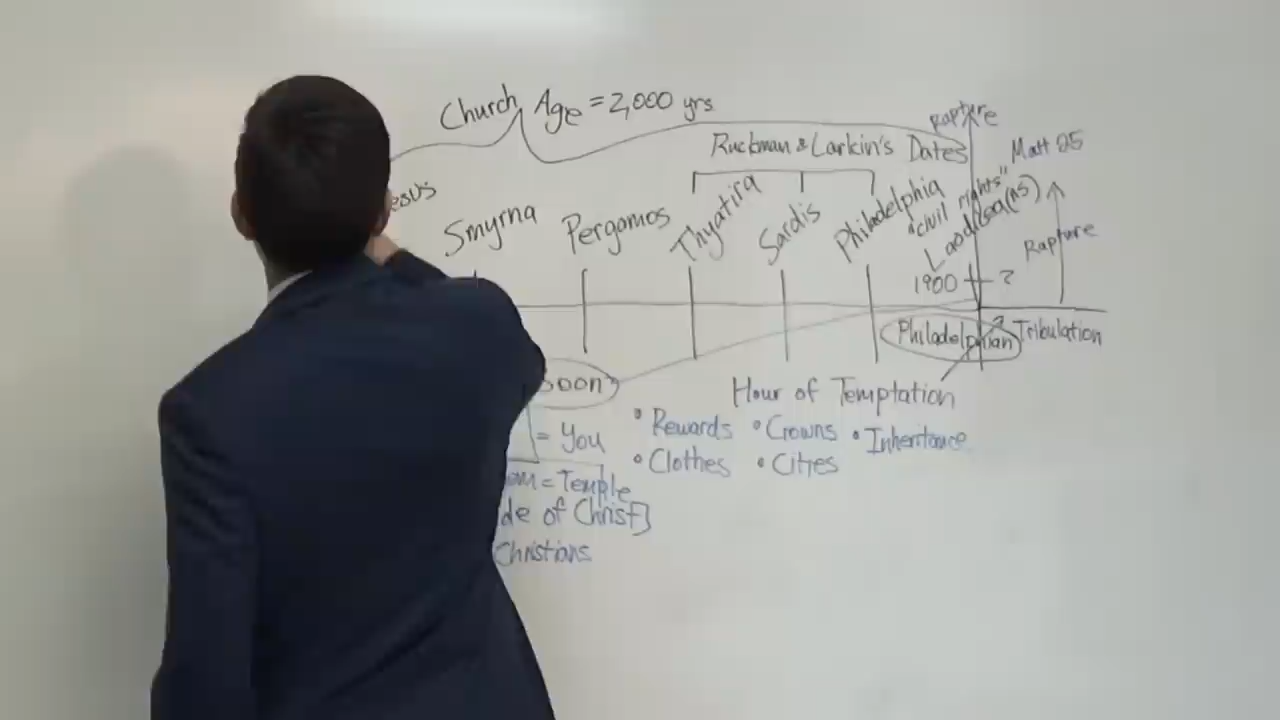 Church Age = 2,000 yrs.
Rapture
Ruckman & Larkin's Dates
Matt 25
esus
Smyrna
Pergamos
Thyatira
Sardis
Philadelphia
"civil rights"
Laodicea(ns)
Rapture
1900 ?
Philadelphian Tribulation
Soon
Hour of Temptation
= You
• Rewards • Crowns • Inheritance
• Clothes • Cities
om = Temple
de of Christ]
Christians